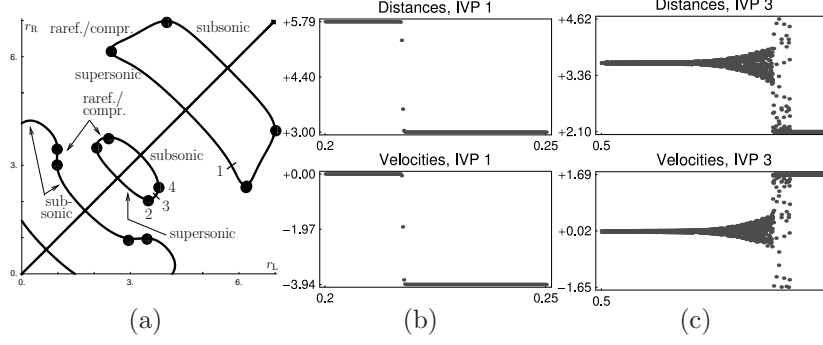 r_R
raref./compr.
subsonic
6.
supersonic
raref./
compr.
subsonic
1
3.
4
3
2
sub-
sonic
supersonic
0.
0.
3.
6.
r_L
(a)
Distances, IVP 1
+5.79
+4.40
+3.00
0.2
0.25
Velocities, IVP 1
+0.00
−1.97
−3.94
0.2
0.25
(b)
Distances, IVP 3
+4.62
+3.36
+2.10
0.5
Velocities, IVP 3
+1.69
+0.02
−1.65
0.5
(c)